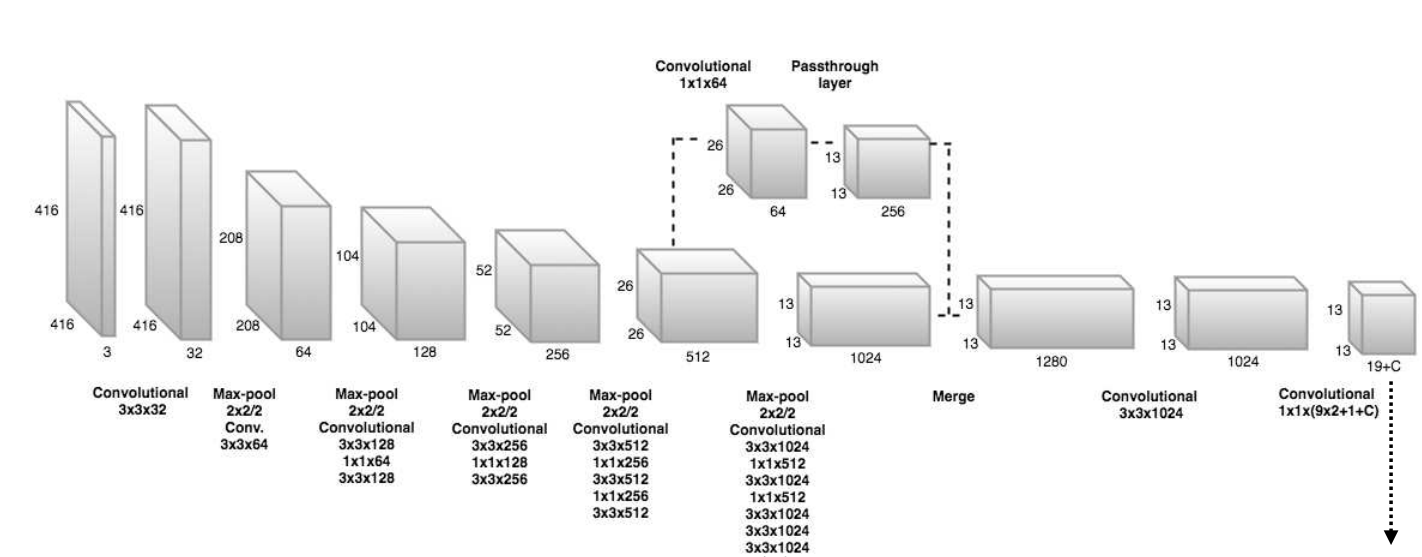 Convolutional
1x1x64
Passthrough
layer
26
26
64
13
13
256
416
416
3
416
416
32
208
208
64
104
104
128
52
52
256
26
26
512
13
13
1024
13
13
1280
13
13
1024
13
13
19+C
Convolutional
3x3x32
Max-pool
2x2/2
Conv.
3x3x64
Max-pool
2x2/2
Convolutional
3x3x128
1x1x64
3x3x128
Max-pool
2x2/2
Convolutional
3x3x256
1x1x128
3x3x256
Max-pool
2x2/2
Convolutional
3x3x512
1x1x256
3x3x512
1x1x256
3x3x512
Max-pool
2x2/2
Convolutional
3x3x1024
1x1x512
3x3x1024
1x1x512
3x3x1024
3x3x1024
3x3x1024
Merge
Convolutional
3x3x1024
Convolutional
1x1x(9x2+1+C)